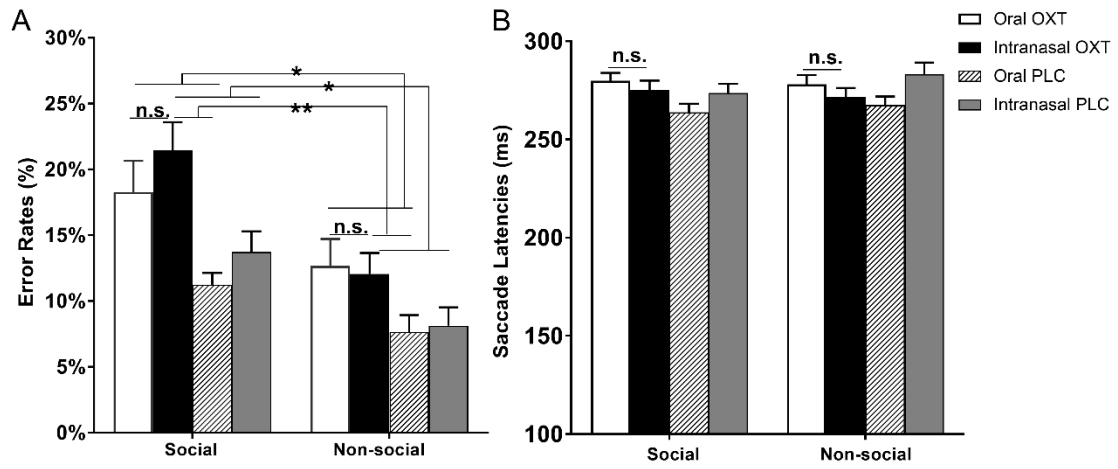 A
Error Rates (%)
30%
25%
20%
15%
10%
5%
0%
*
*
**
n.s.
n.s.
Social
Non-social
B
Saccade Latencies (ms)
300
250
200
150
100
n.s.
n.s.
Social
Non-social
Oral OXT
Intranasal OXT
Oral PLC
Intranasal PLC